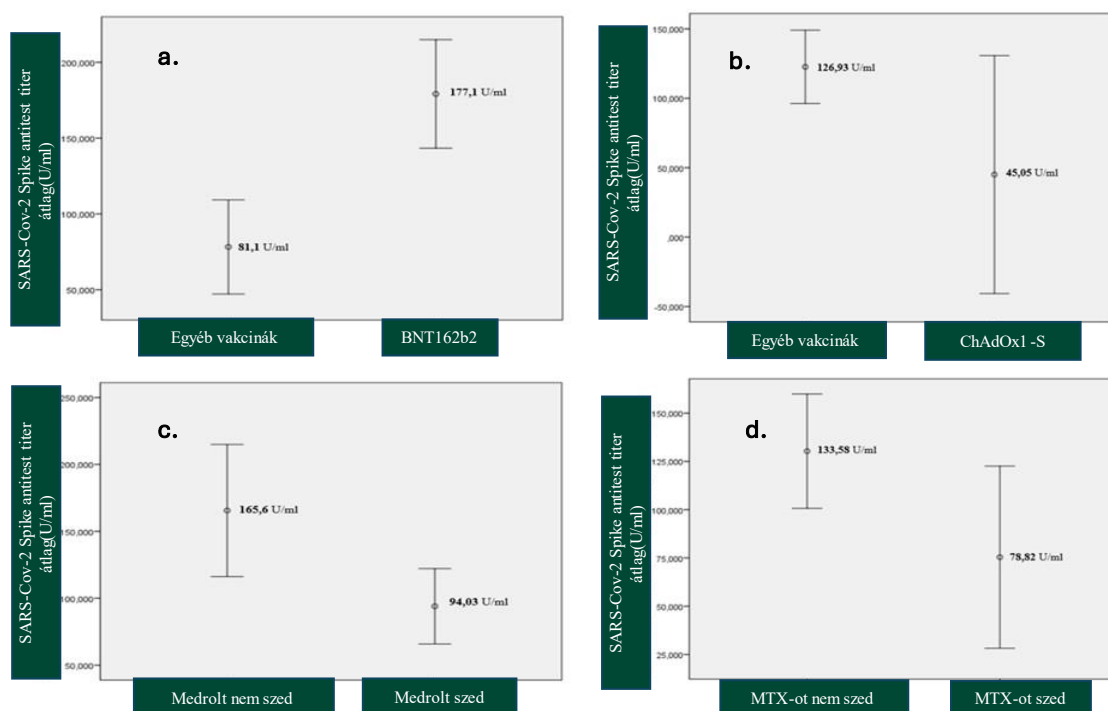 a.
SARS-Cov-2 Spike antitest titer
átlag(U/ml)
200,000
150,000
100,000
50,000
177,1 U/ml
81,1 U/ml
Egyéb vakcinák
BNT162b2
b.
SARS-Cov-2 Spike antitest titer
átlag(U/ml)
150,000
100,000
50,000
,000
-50,000
126,93 U/ml
45,05 U/ml
Egyéb vakcinák
ChAdOx1 -S
c.
SARS-Cov-2 Spike antitest titer
átlag(U/ml)
250,000
200,000
150,000
100,000
50,000
165,6 U/ml
94,03 U/ml
Medrolt nem szed
Medrolt szed
d.
SARS-Cov-2 Spike antitest titer
átlag(U/ml)
150,000
125,000
100,000
75,000
50,000
25,000
133,58 U/ml
78,82 U/ml
MTX-ot nem szed
MTX-ot szed